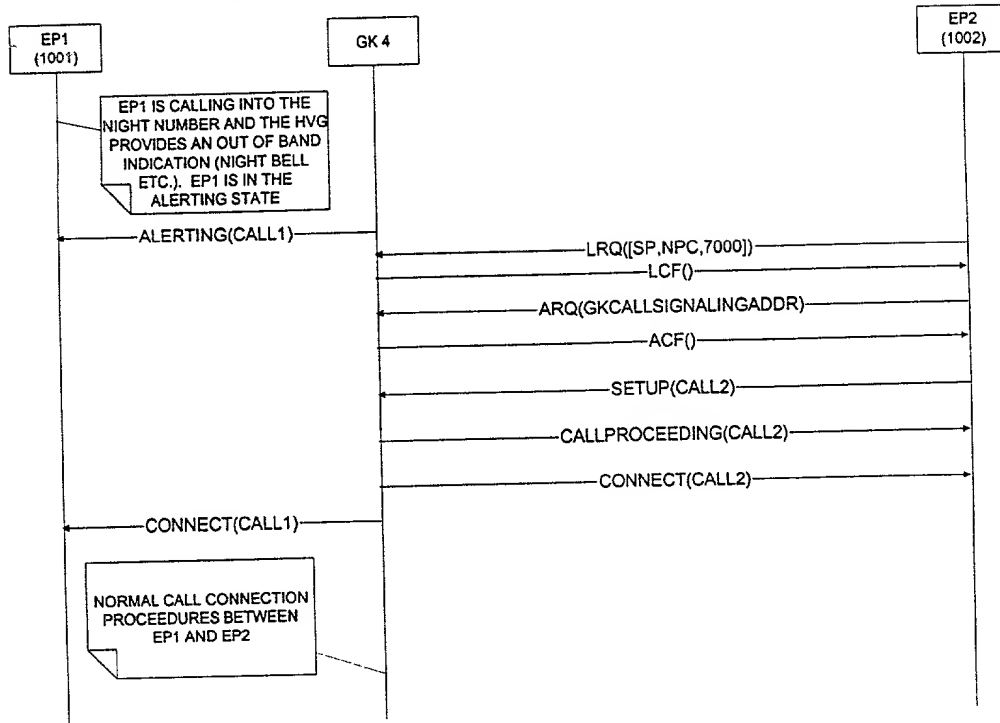 EP1
(1001)
GK 4
EP2
(1002)
EP1 IS CALLING INTO THE
NIGHT NUMBER AND THE HVG
PROVIDES AN OUT OF BAND
INDICATION (NIGHT BELL
ETC.). EP1 IS IN THE
ALERTING STATE
ALERTING(CALL1)
LRQ([SP,NPC,7000])
LCF()
ARQ(GKCALLSIGNALINGADDR)
ACF()
SETUP(CALL2)
CALLPROCEEDING(CALL2)
CONNECT(CALL2)
CONNECT(CALL1)
NORMAL CALL CONNECTION
PROCEEDURES BETWEEN
EP1 AND EP2